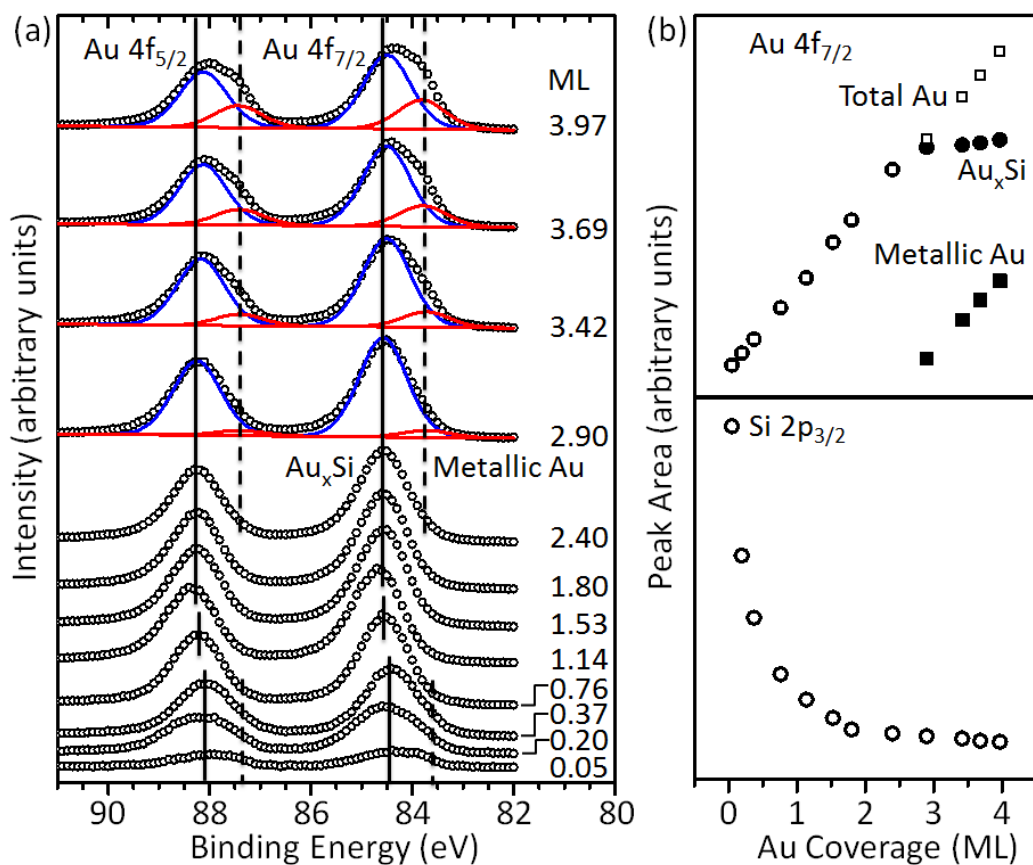 (a)
Au 4f5/2
Au 4f7/2
ML
3.97
3.69
3.42
2.90
AuxSi
Metallic Au
2.40
1.80
1.53
1.14
0.76
0.37
0.20
0.05
Intensity (arbitrary units)
90 88 86 84 82 80
Binding Energy (eV)
(b)
Au 4f7/2
Total Au
AuxSi
Metallic Au
Si 2p3/2
Peak Area (arbitrary units)
0 1 2 3 4
Au Coverage (ML)